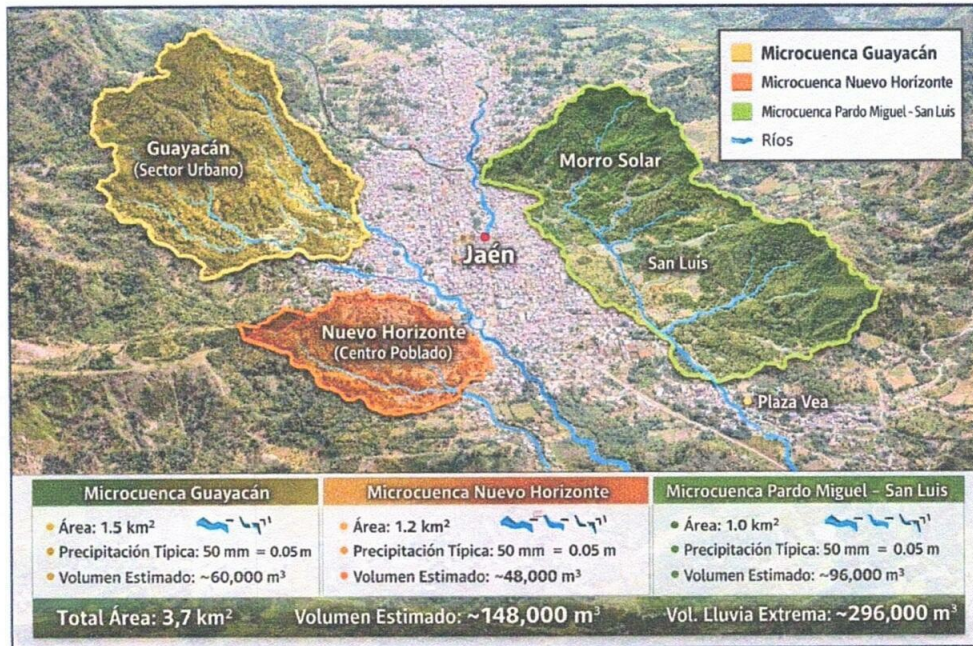 Microcuenca Guayacán
Microcuenca Nuevo Horízonte
Microcuenca Pardo Miguel - San Luis
Ríos
Guayacán
(Sector Urbano)
Morro Solar
Jaén
San Luis
Nuevo Horizonte
(Centro Poblado)
Plaza Vea
Microcuenca Guayacán
• Área: 1.5 km²
• Precipitación Típica: 50 mm = 0.05 m
• Volumen Estimado: ~60,000 m³
Microcuenca Nuevo Horizonte
• Área: 1.2 km²
• Precipitación Típica: 50 mm = 0.05 m
• Volumen Estimado: ~48,000 m³
Microcuenca Pardo Miguel – San Luis
• Área: 1.0 km²
• Precipitación Típica: 50 mm = 0.05 m
• Volumen Estimado: ~96,000 m³
Total Área: 3,7 km² Volumen Estimado: ~148,000 m³ Vol. Lluvia Extrema: ~296,000 m³